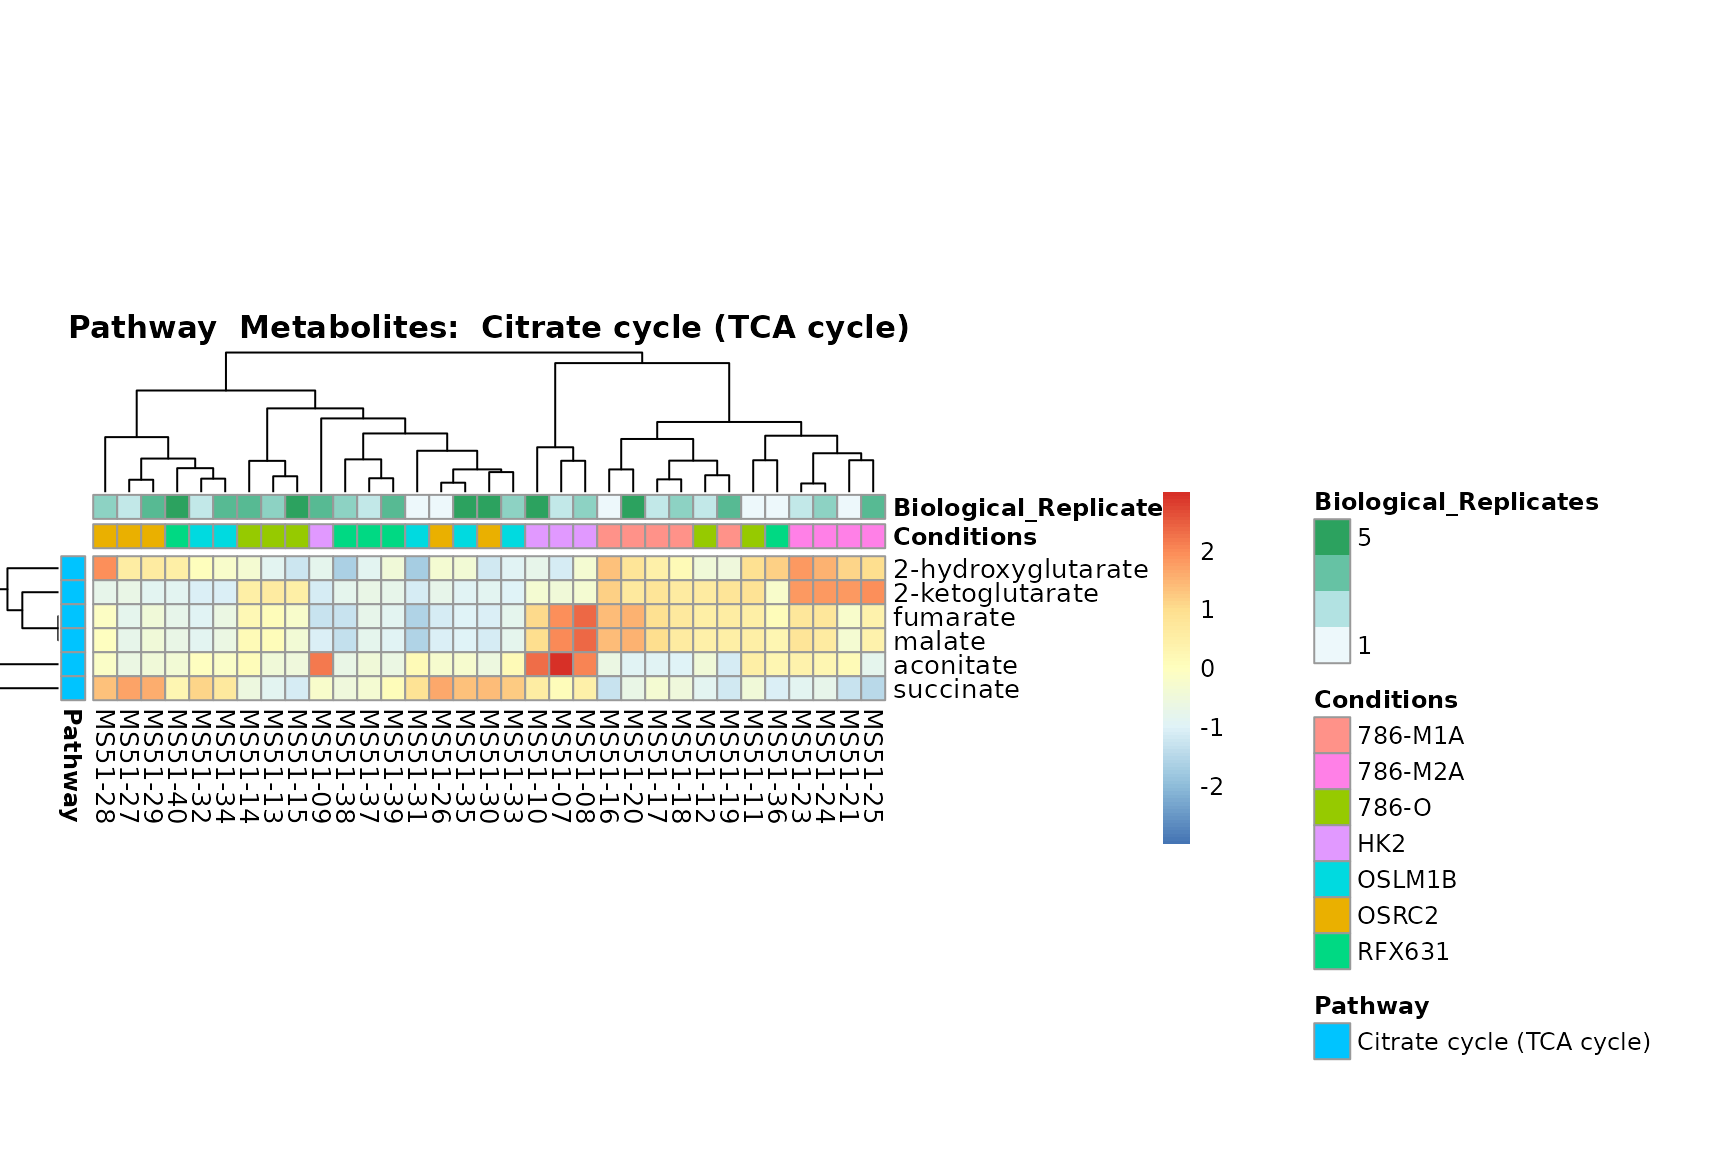 Pathway  Metabolites:  Citrate cycle (TCA cycle)
Biological_Replicate
Conditions
2-hydroxyglutarate
2-ketoglutarate
fumarate
malate
aconitate
succinate
Pathway
MS51-28
MS51-27
MS51-29
MS51-40
MS51-32
MS51-34
MS51-14
MS51-13
MS51-15
MS51-09
MS51-38
MS51-37
MS51-39
MS51-31
MS51-26
MS51-35
MS51-30
MS51-33
MS51-10
MS51-07
MS51-08
MS51-16
MS51-20
MS51-17
MS51-18
MS51-12
MS51-19
MS51-11
MS51-36
MS51-23
MS51-24
MS51-21
MS51-25
2
1
0
-1
-2
Biological_Replicates
5
1
Conditions
786-M1A
786-M2A
786-O
HK2
OSLM1B
OSRC2
RFX631
Pathway
Citrate cycle (TCA cycle)